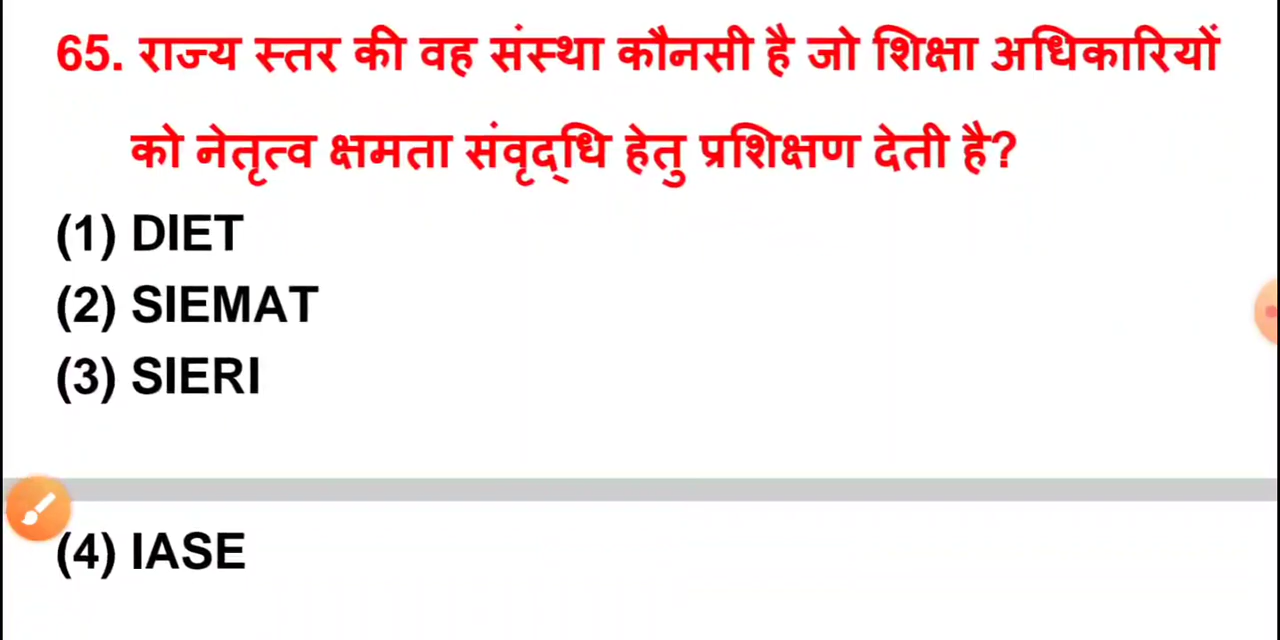 65. राज्य स्तर की वह संस्था कौनसी है जो शिक्षा अधिकारियों
को नेतृत्व क्षमता संवृद्धि हेतु प्रशिक्षण देती है?
(1) DIET
(2) SIEMAT
(3) SIERI
(4) IASE